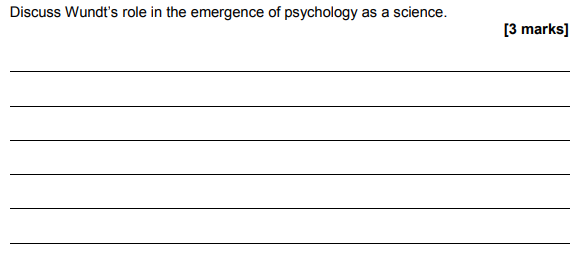 Discuss Wundt's role in the emergence of psychology as a science.
[3 marks]